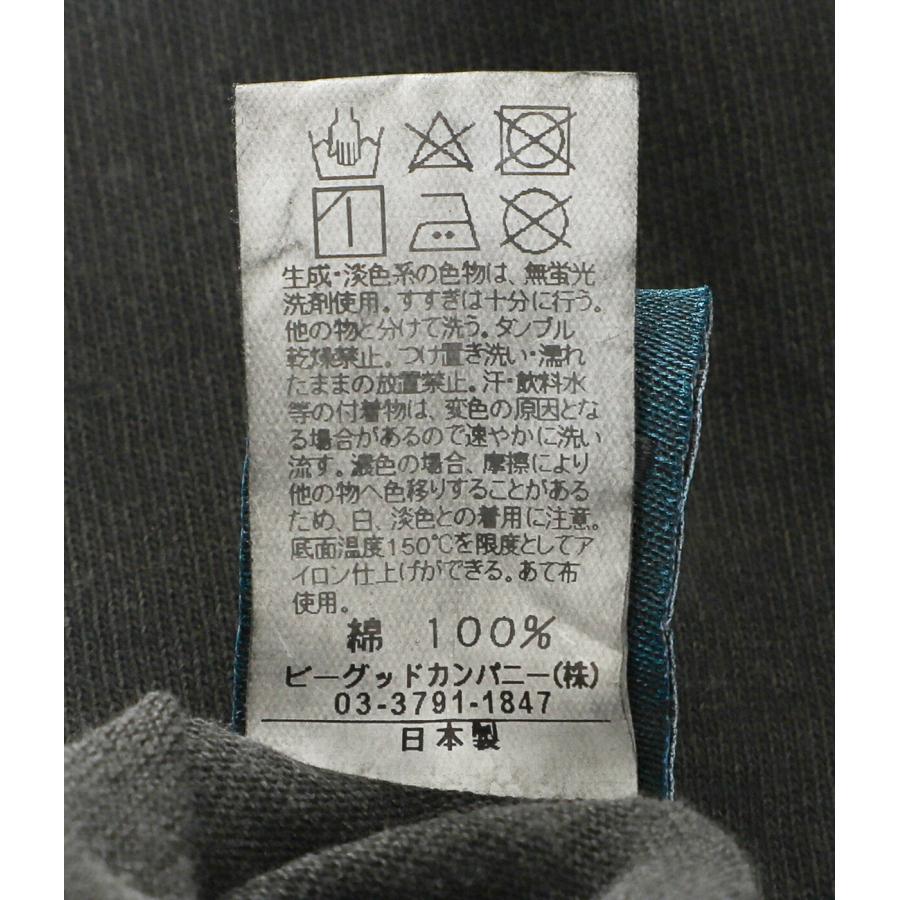 生成・淡色系の色物は、無蛍光
洗剤使用。すすぎは十分に行う。
他の物と分けて洗う。タンブル
乾燥禁止。つけ置き洗い・濡れ
たままの放置禁止。汗・飲料水
等の付着物は、変色の原因とな
る場合があるので速やかに洗い
流す。濃色の場合、摩擦により
他の物へ色移りすることがある
ため、白、淡色との着用に注意。
底面温度150℃を限度としてア
イロン仕上げができる。あて布
使用。
綿 100%
ビーグッドカンパニー(株)
03-3791-1847
日本製